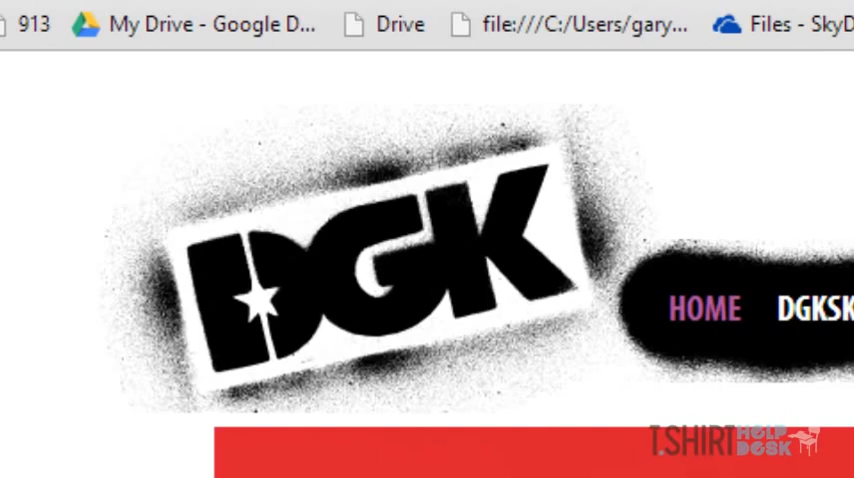 913 My Drive - Google D... Drive file:///C:/Users/gary... Files - SkyD
DGK
HOME DGKSK
T.SHIRT HELP
DESK